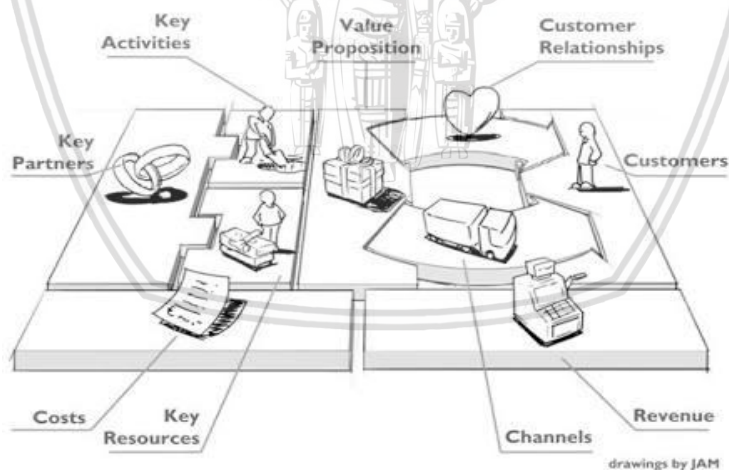 Key
Activities
Value
Proposition
Customer
Relationships
Key
Partners
Customers
Costs
Key
Resources
Channels
Revenue
drawings by JAM